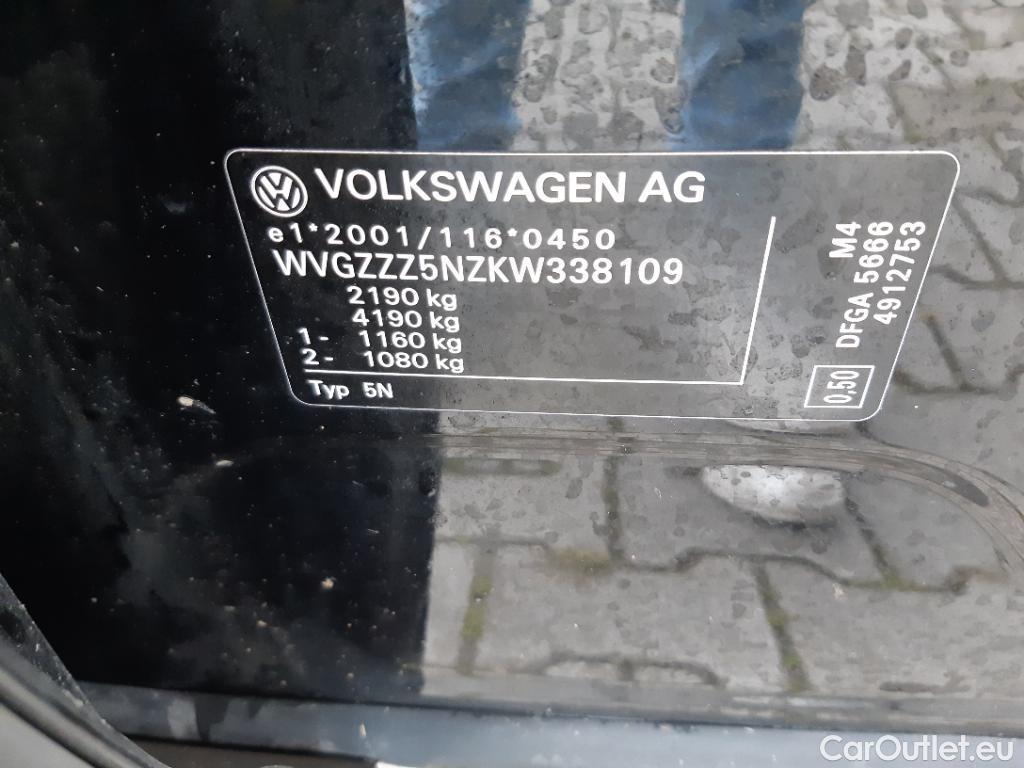 VOLKSWAGEN AG
e1*2001/116*0450
WVGZZZ5NZKW338109
2190 kg
4190 kg
1- 1160 kg
2- 1080 kg
Typ 5N
M4
DFGA 5666
4912753
0,50
CarOutlet.eu